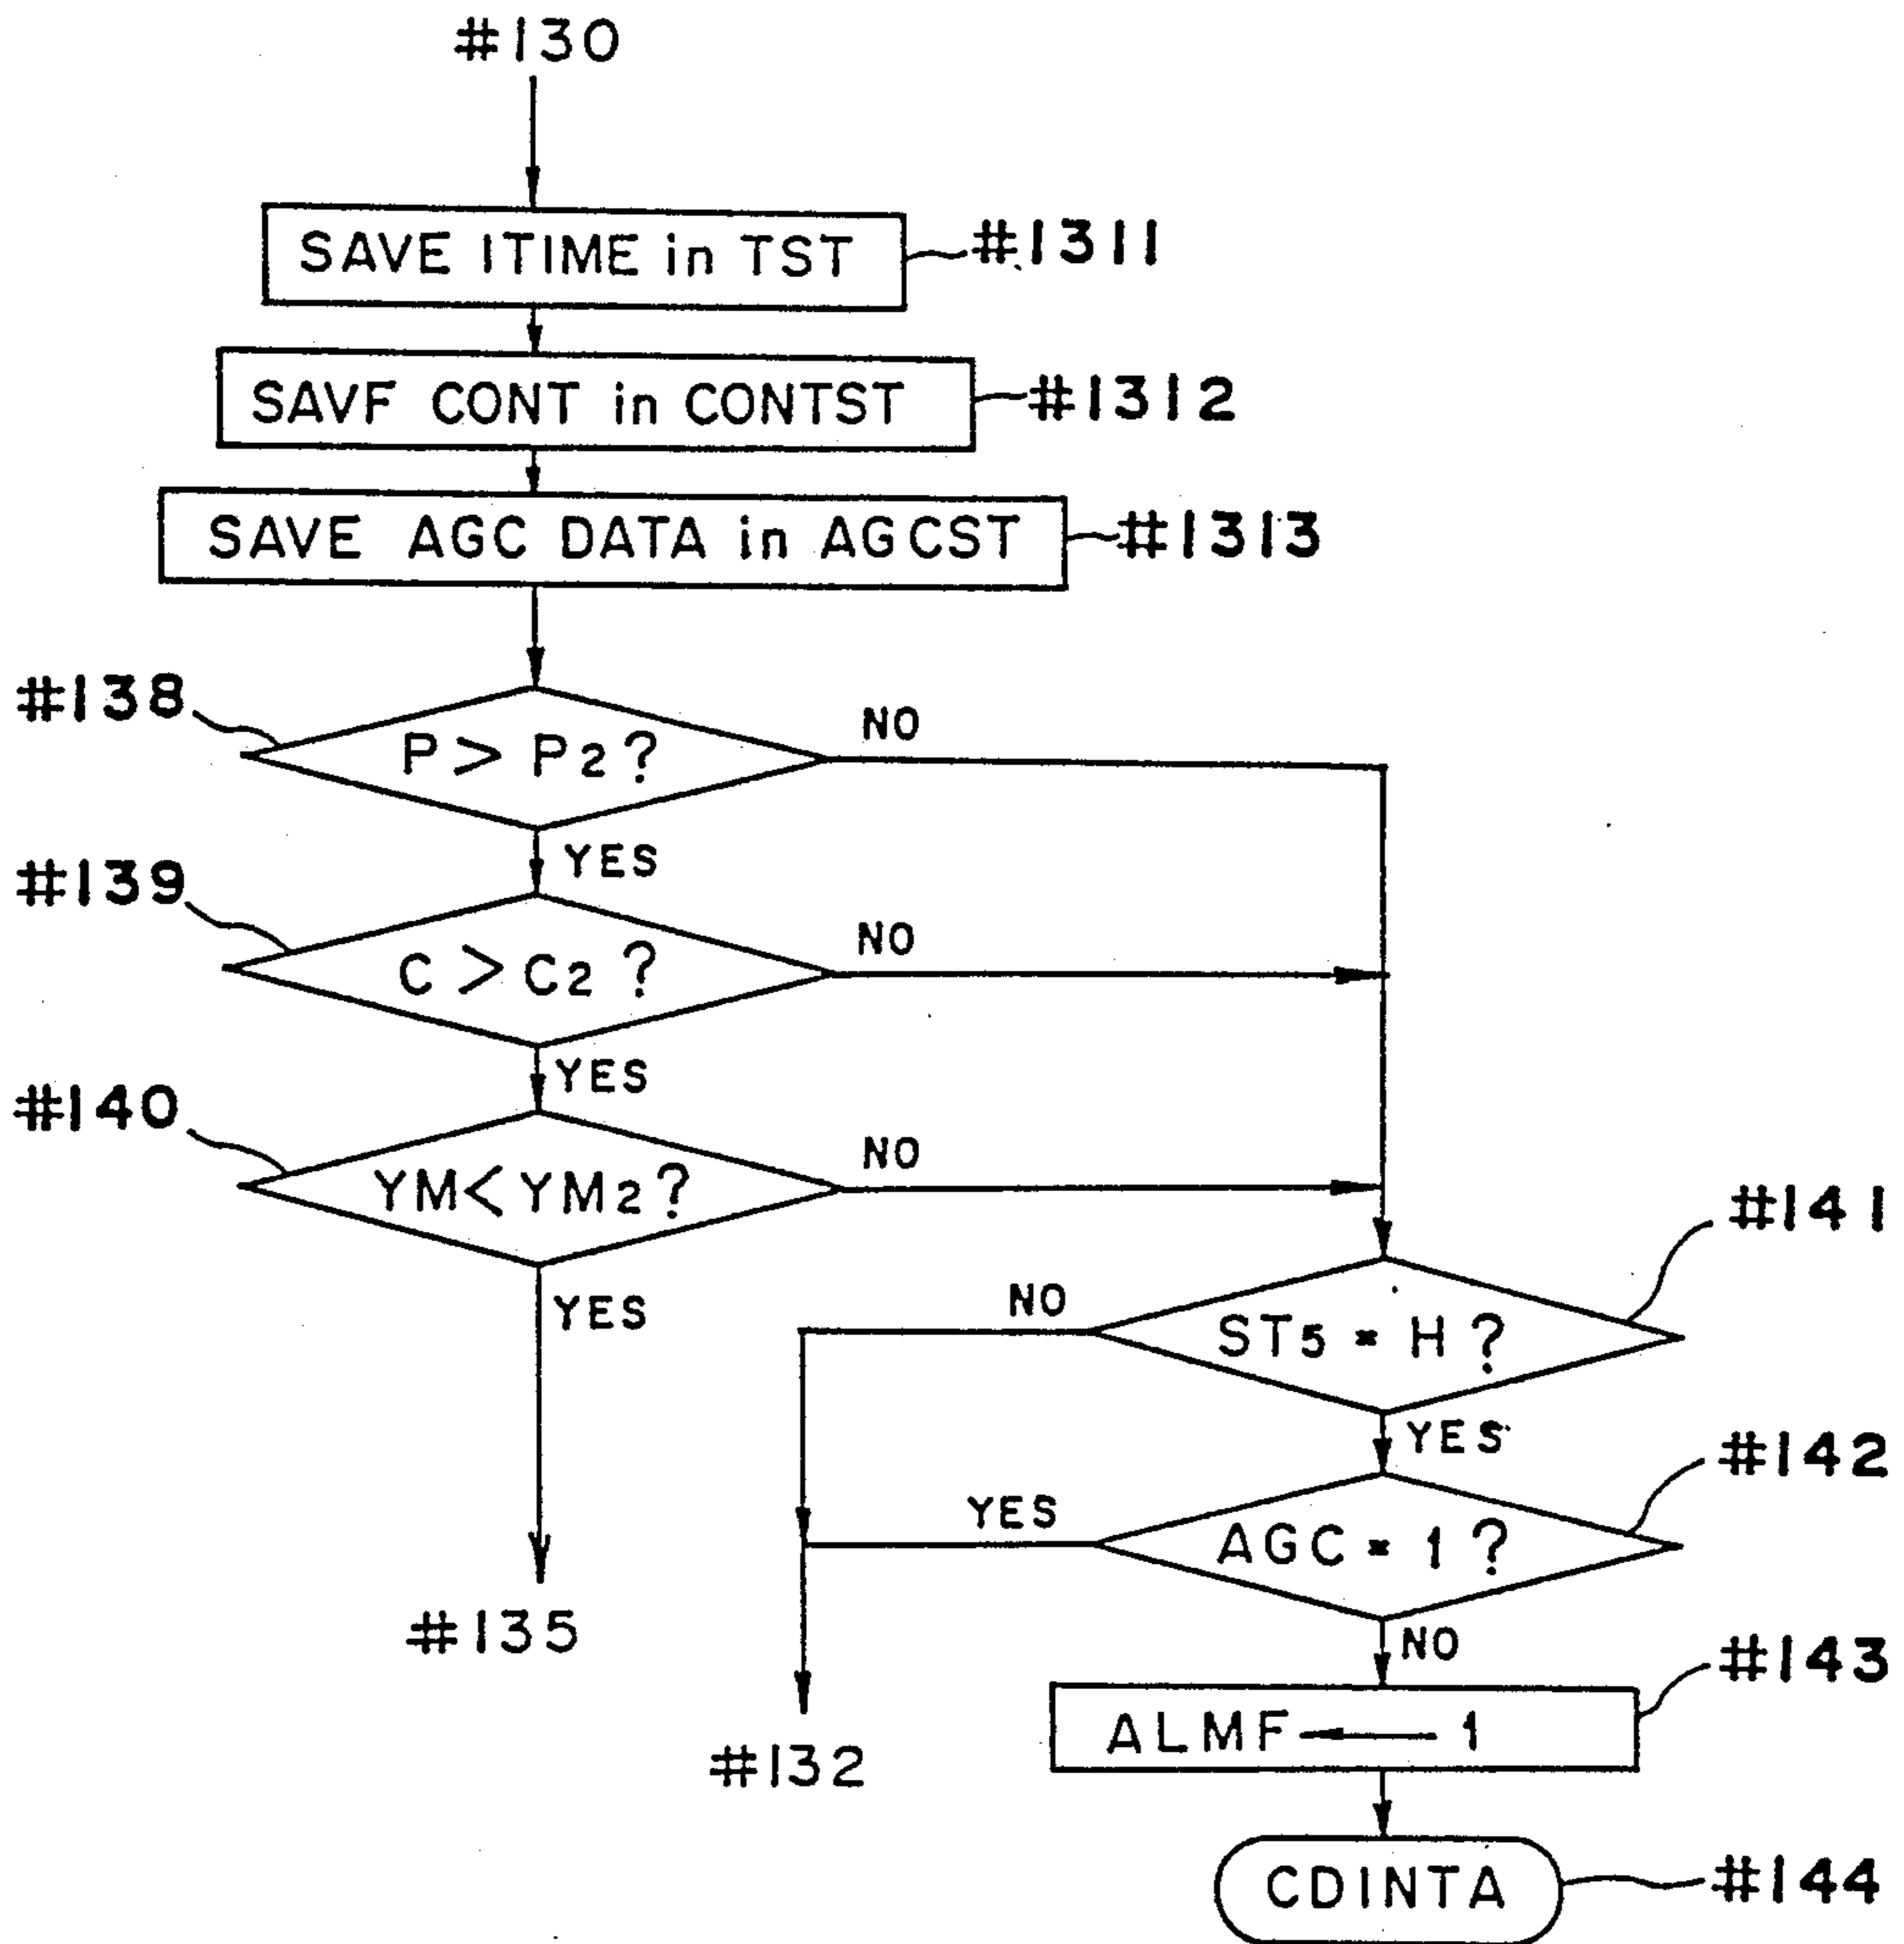 #130
SAVE ITIME in TST
#1311
SAVF CONT in CONTST
#1312
SAVE AGC DATA in AGCST
#1313
#138
P > P2 ?
NO
YES
#139
C > C2 ?
NO
YES
#140
YM < YM2 ?
NO
YES
#135
#141
ST5 = H ?
NO
YES
#142
AGC = 1 ?
YES
NO
#132
#143
ALMF ← 1
CDINTA
#144